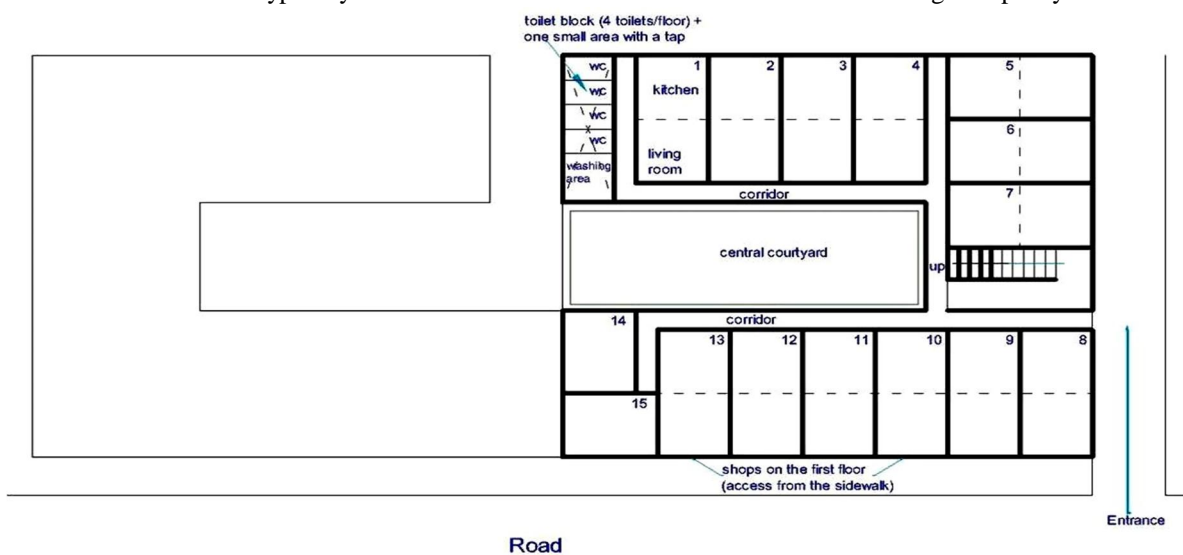 toilet block (4 toilets/floor) +
one small area with a tap
wc
wc
wc
wc
washing
area
1
kitchen
living
room
2
3
4
5
6
7
corridor
central courtyard
up
corridor
14
15
13
12
11
10
9
8
shops on the first floor
(access from the sidewalk)
Entrance
Road